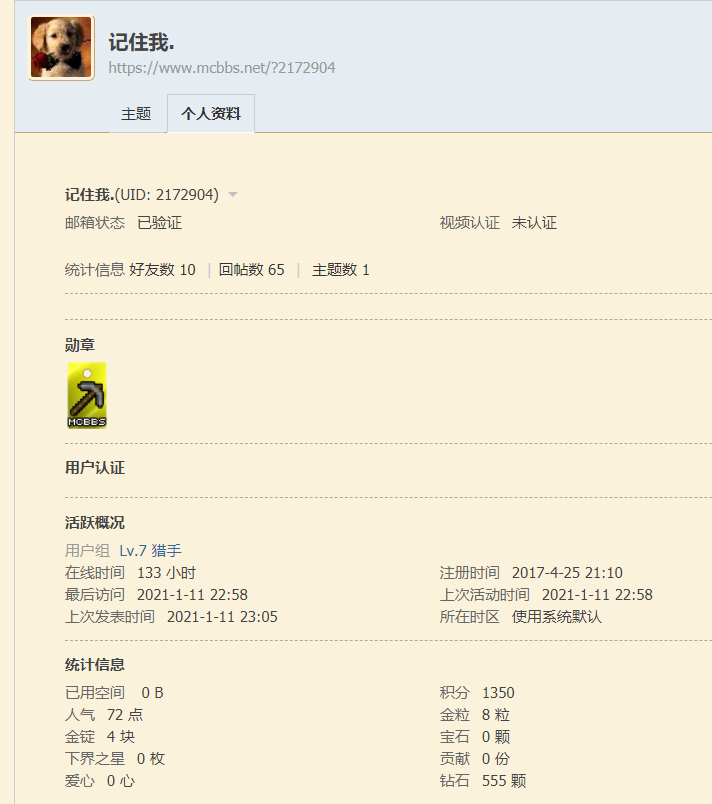 记住我.
https://www.mcbbs.net/?2172904
主题 个人资料
记住我.(UID: 2172904)
邮箱状态 已验证 视频认证 未认证
统计信息 好友数 10 | 回帖数 65 | 主题数 1
勋章
MCBBS
用户认证
活跃概况
用户组 Lv.7 猎手
在线时间 133 小时 注册时间 2017-4-25 21:10
最后访问 2021-1-11 22:58 上次活动时间 2021-1-11 22:58
上次发表时间 2021-1-11 23:05 所在时区 使用系统默认
统计信息
已用空间 0 B 积分 1350
人气 72 点 金粒 8 粒
金锭 4 块 宝石 0 颗
下界之星 0 枚 贡献 0 份
爱心 0 心 钻石 555 颗